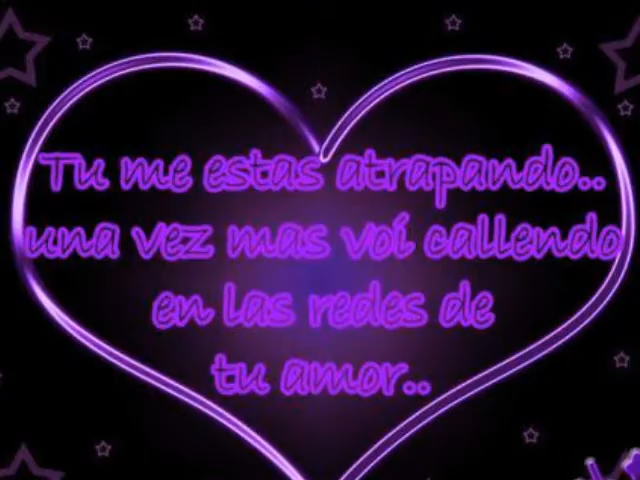 Tu me estas atrapando..
una vez mas voi callendo
en las redes de
tu amor..